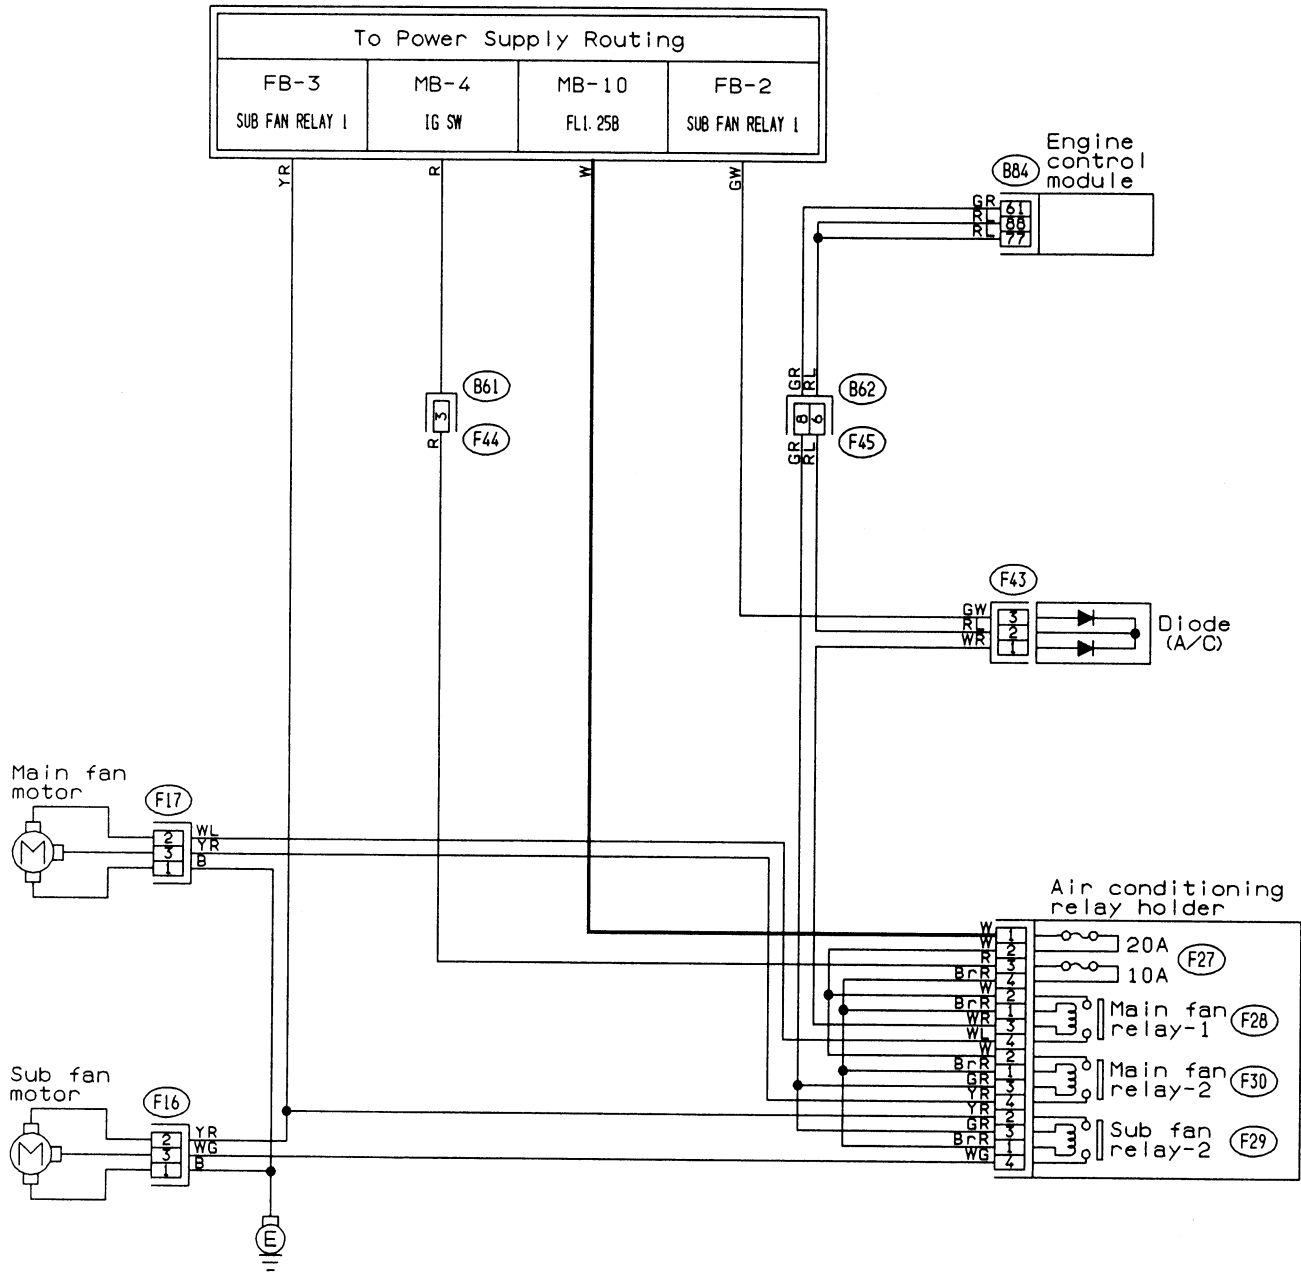 To Power Supply Routing
FB-3
MB-4
MB-10
FB-2
SUB FAN RELAY 1
IG SW
FL1. 25B
SUB FAN RELAY 1
YR
R
W
GW
Engine
control
module
B84
GR
61
RL
88
RL
77
GR
RL
B61
3
F44
R
B62
8
6
F45
GR
RL
F43
GW
3
RL
2
WR
1
Diode
(A/C)
Main fan
motor
F17
M
2
WL
3
YR
1
B
Air conditioning
relay holder
W
1
W
2
20A
F27
R
3
BrR
4
10A
W
2
BrR
1
Main fan
relay-1
F28
WR
3
WL
4
W
2
BrR
1
Main fan
relay-2
F30
GR
3
YR
4
YR
2
GR
3
Sub fan
relay-2
F29
BrR
1
WG
4
Sub fan
motor
F16
M
2
YR
3
WG
1
B
E